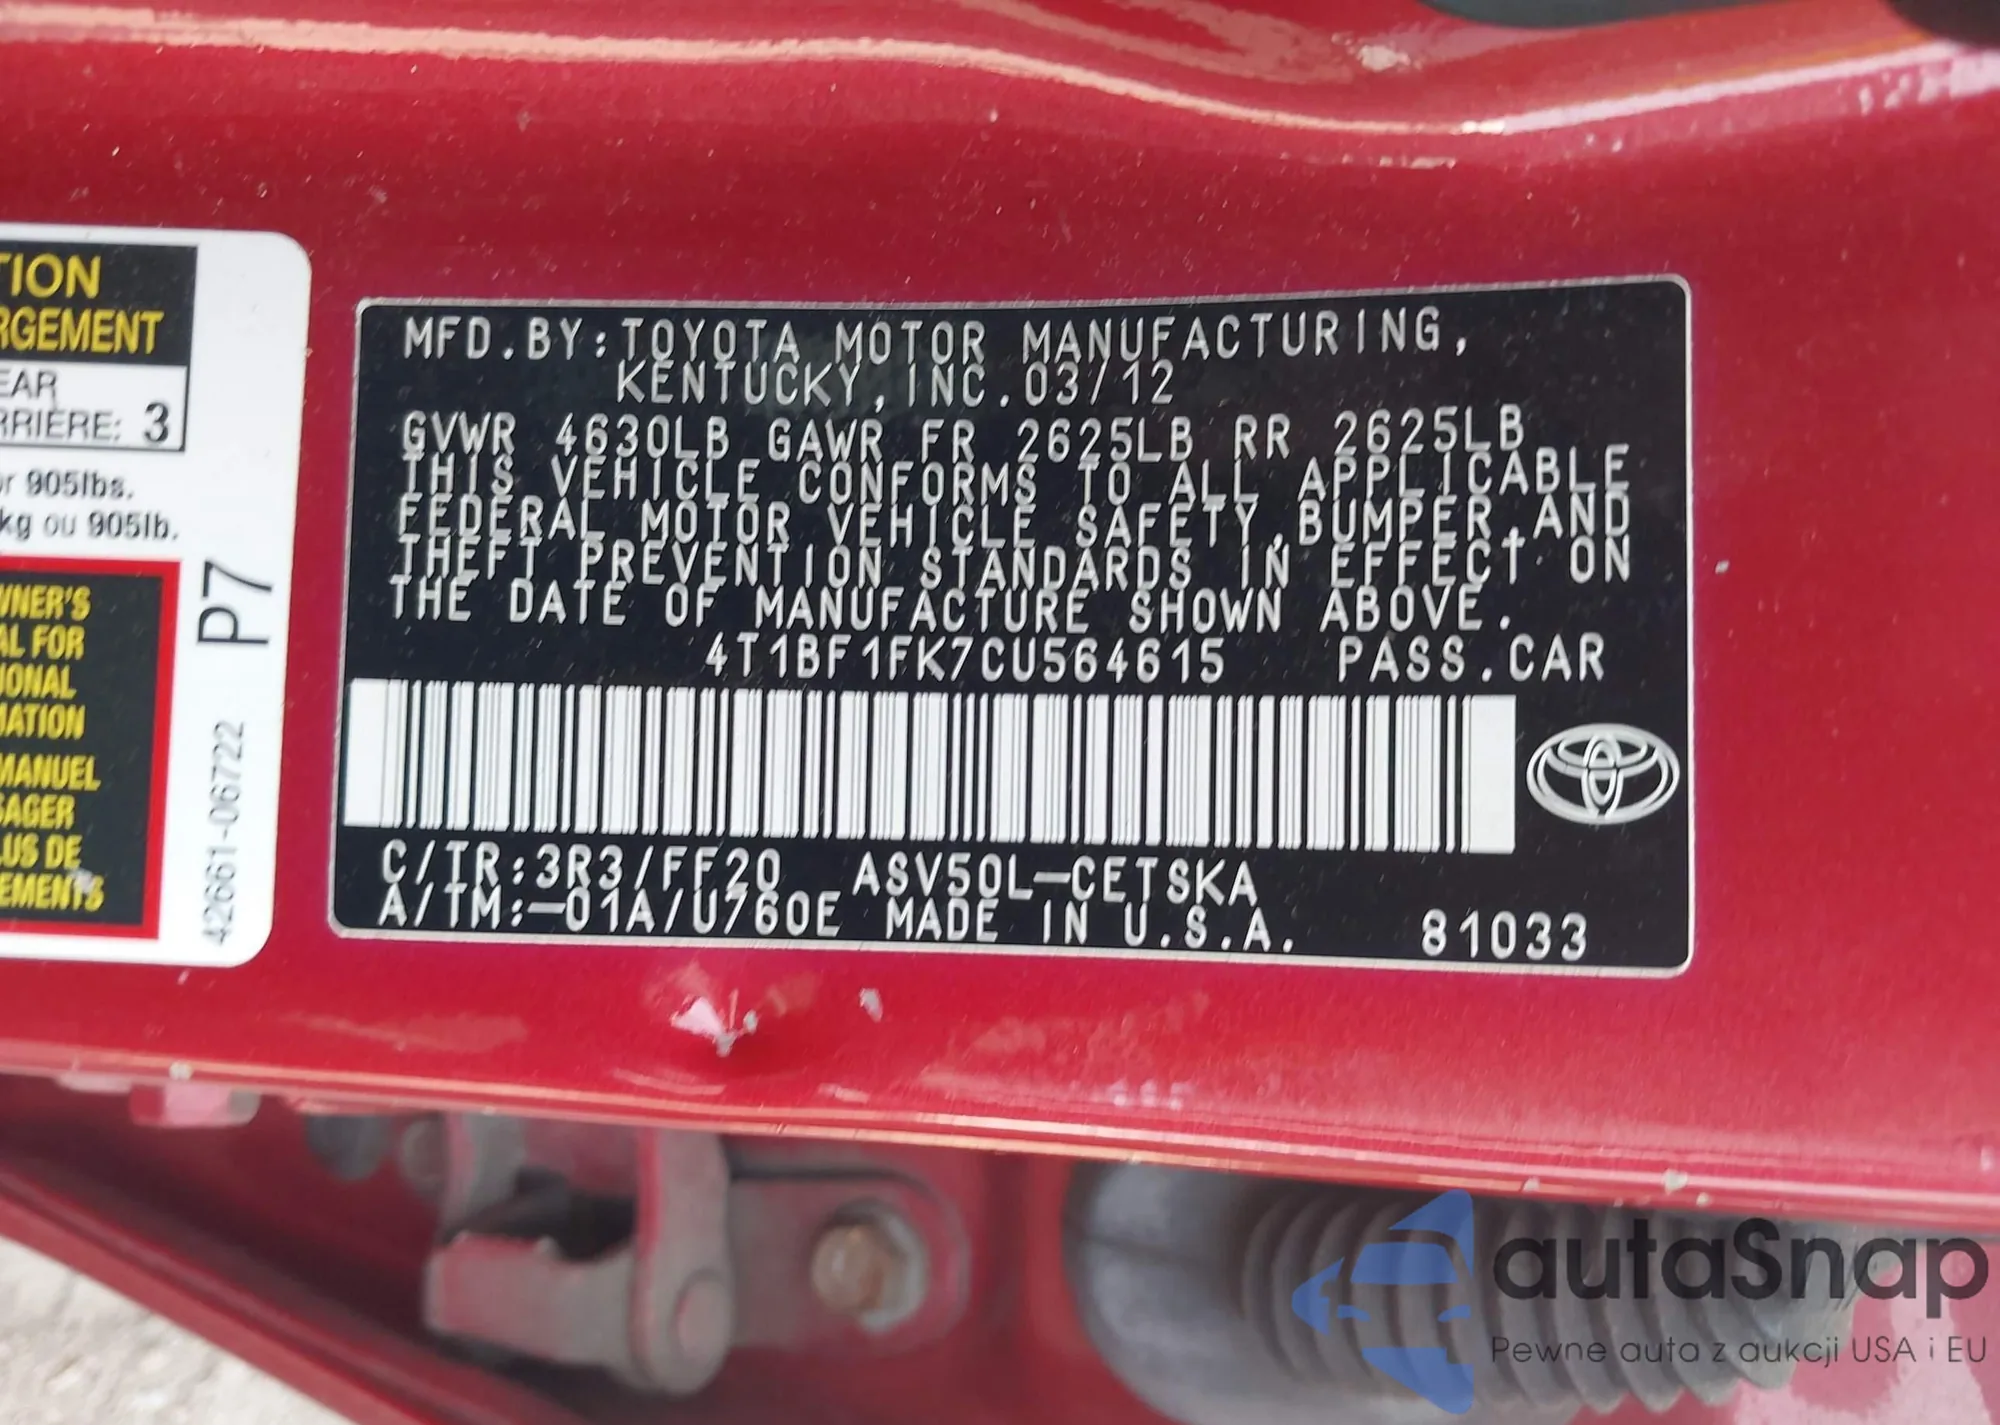 TION
RGEMENT
EAR
RRIÈRE: 3
or 905lbs.
kg ou 905lb.
WNER'S
AL FOR
IONAL
MATION
MANUEL
SAGER
LUS DE
EMENTS
P7
42661-06722
MFD.BY:TOYOTA MOTOR MANUFACTURING,
KENTUCKY,INC.03/12
GVWR 4630LB GAWR FR 2625LB RR 2625LB
THIS VEHICLE CONFORMS TO ALL APPLICABLE
FEDERAL MOTOR VEHICLE SAFETY,BUMPER,AND
THEFT PREVENTION STANDARDS IN EFFECT ON
THE DATE OF MANUFACTURE SHOWN ABOVE.
4T1BF1FK7CU564615 PASS.CAR
C/TR:3R3/FF20 ASV50L-CETSKA
A/TM:-01A/U760E MADE IN U.S.A. 81033
autaSnap
Pewne auta z aukcji USA i EU